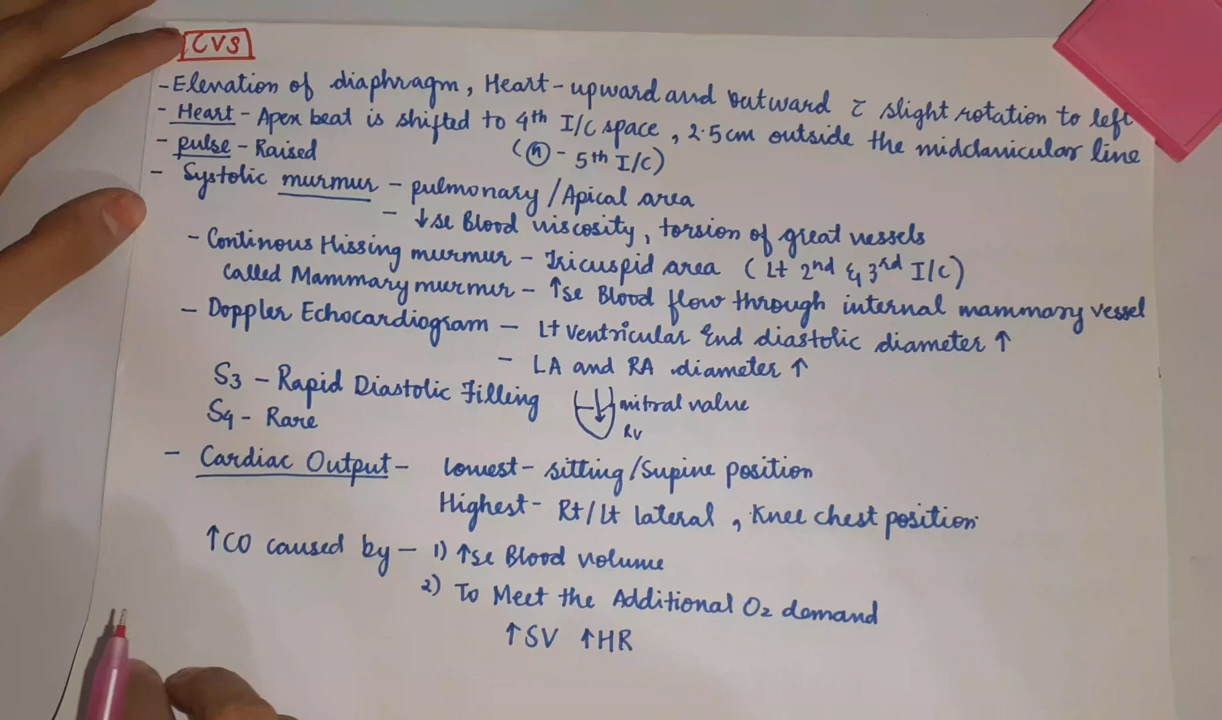 CVS
- Elevation of diaphragm, Heart - upward and outward c̄ slight rotation to left
- Heart - Apex beat is shifted to 4th I/c space, 2.5cm outside the midclavicular line
(n - 5th I/c)
- pulse - Raised
- Systolic murmur - pulmonary/Apical area
- ↓se Blood viscosity, torsion of great vessels
- Continous Hissing murmur - Tricuspid area (Lt 2nd & 3rd I/c)
called Mammary murmur - ↑se Blood flow through internal mammary vessel
- Doppler Echocardiogram - Lt ventricular End diastolic diameter ↑
- LA and RA diameter ↑
S3 - Rapid Diastolic Filling
mitral value
S4 - Rare
RV
- Cardiac Output - lowest - sitting/supine position
Highest - Rt/Lt lateral, Knee chest position
↑CO caused by - 1) ↑se Blood volume
2) To Meet the Additional O2 demand
↑SV ↑HR